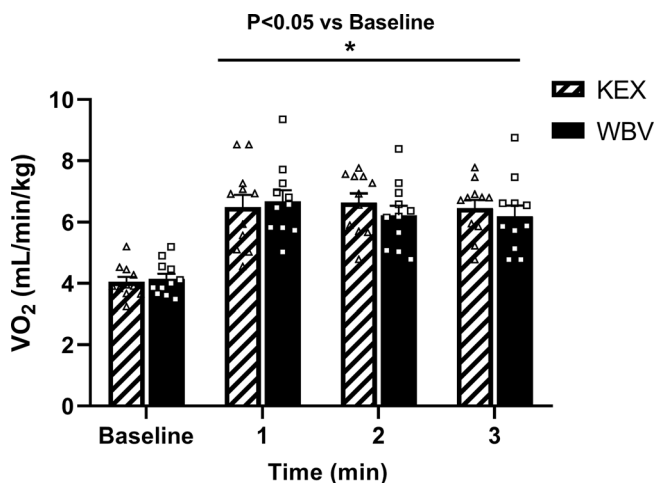 P<0.05 vs Baseline
*
KEX
WBV
10
8
6
4
2
0
VO₂ (mL/min/kg)
Baseline 1 2 3
Time (min)